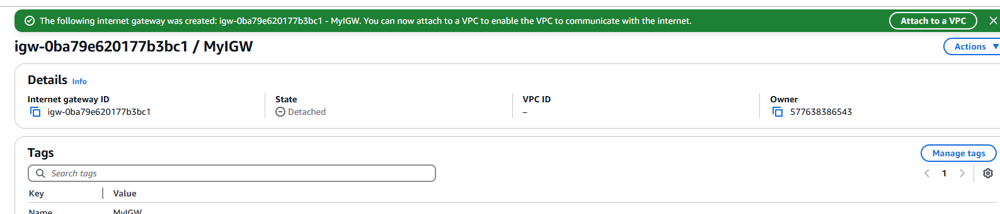 The following internet gateway was created: igw-0ba79e620177b3bc1 - MyIGW. You can now attach to a VPC to enable the VPC to communicate with the internet. Attach to a VPC
igw-0ba79e620177b3bc1 / MyIGW
Actions
Details Info
Internet gateway ID State VPC ID Owner
igw-0ba79e620177b3bc1 Detached – 577638386543
Tags Manage tags
Search tags 1
Key Value
Name MyIGW